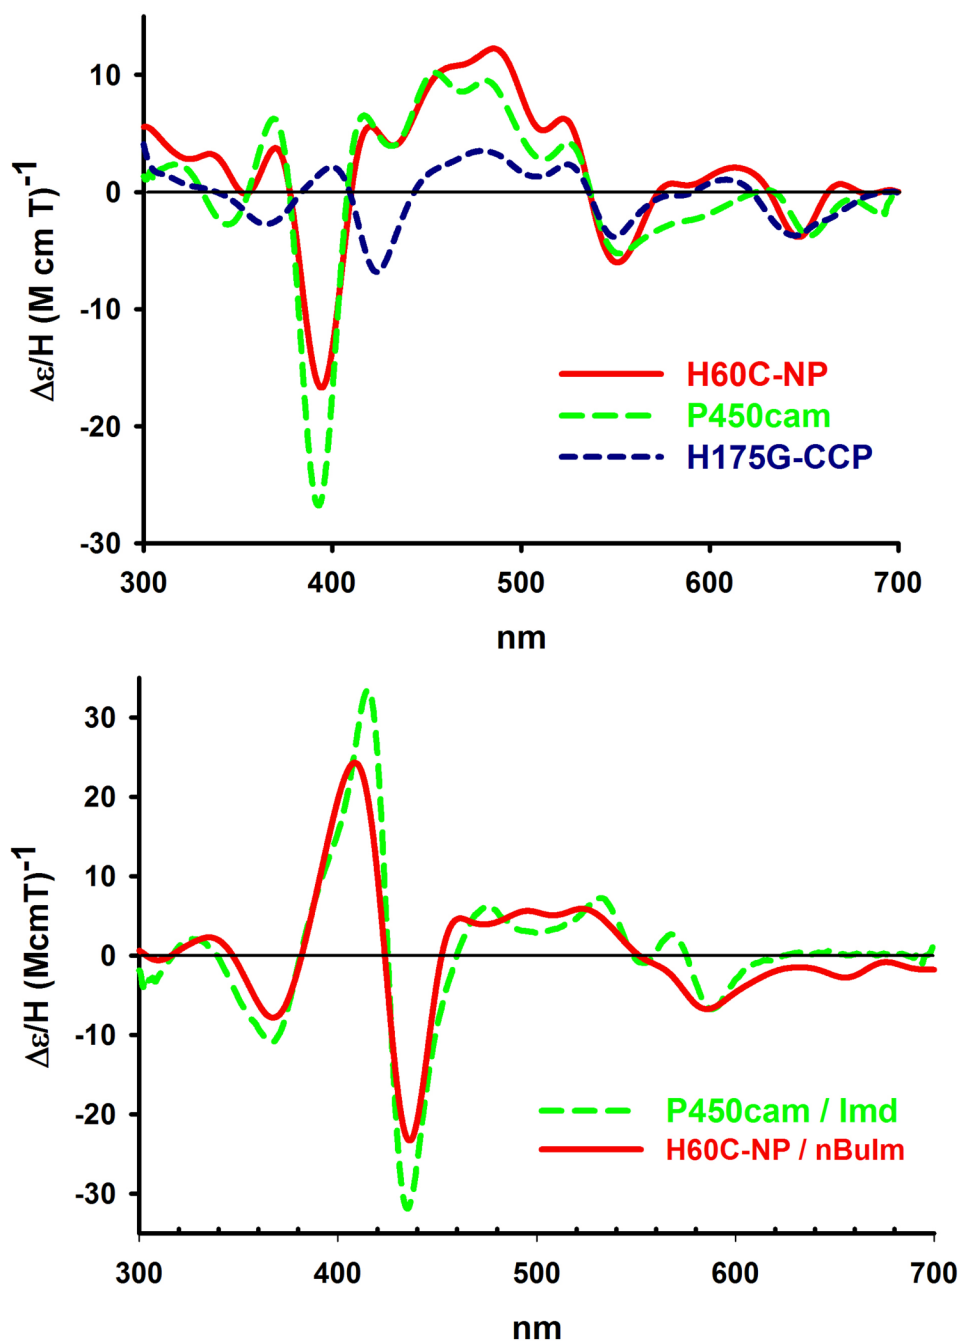 10
0
-10
-20
-30
Δε/H (M cm T)-1
H60C-NP
P450cam
H175G-CCP
300 400 500 600 700
nm
30
20
10
0
-10
-20
-30
Δε/H (McmT)-1
P450cam / Imd
H60C-NP / nBuIm
300 400 500 600 700
nm